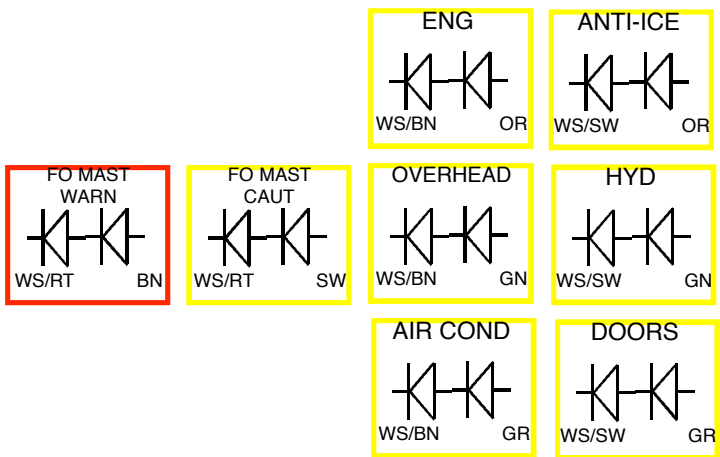 ENG
WS/BN OR
ANTI-ICE
WS/SW OR
FO MAST
WARN
WS/RT BN
FO MAST
CAUT
WS/RT SW
OVERHEAD
WS/BN GN
HYD
WS/SW GN
AIR COND
WS/BN GR
DOORS
WS/SW GR